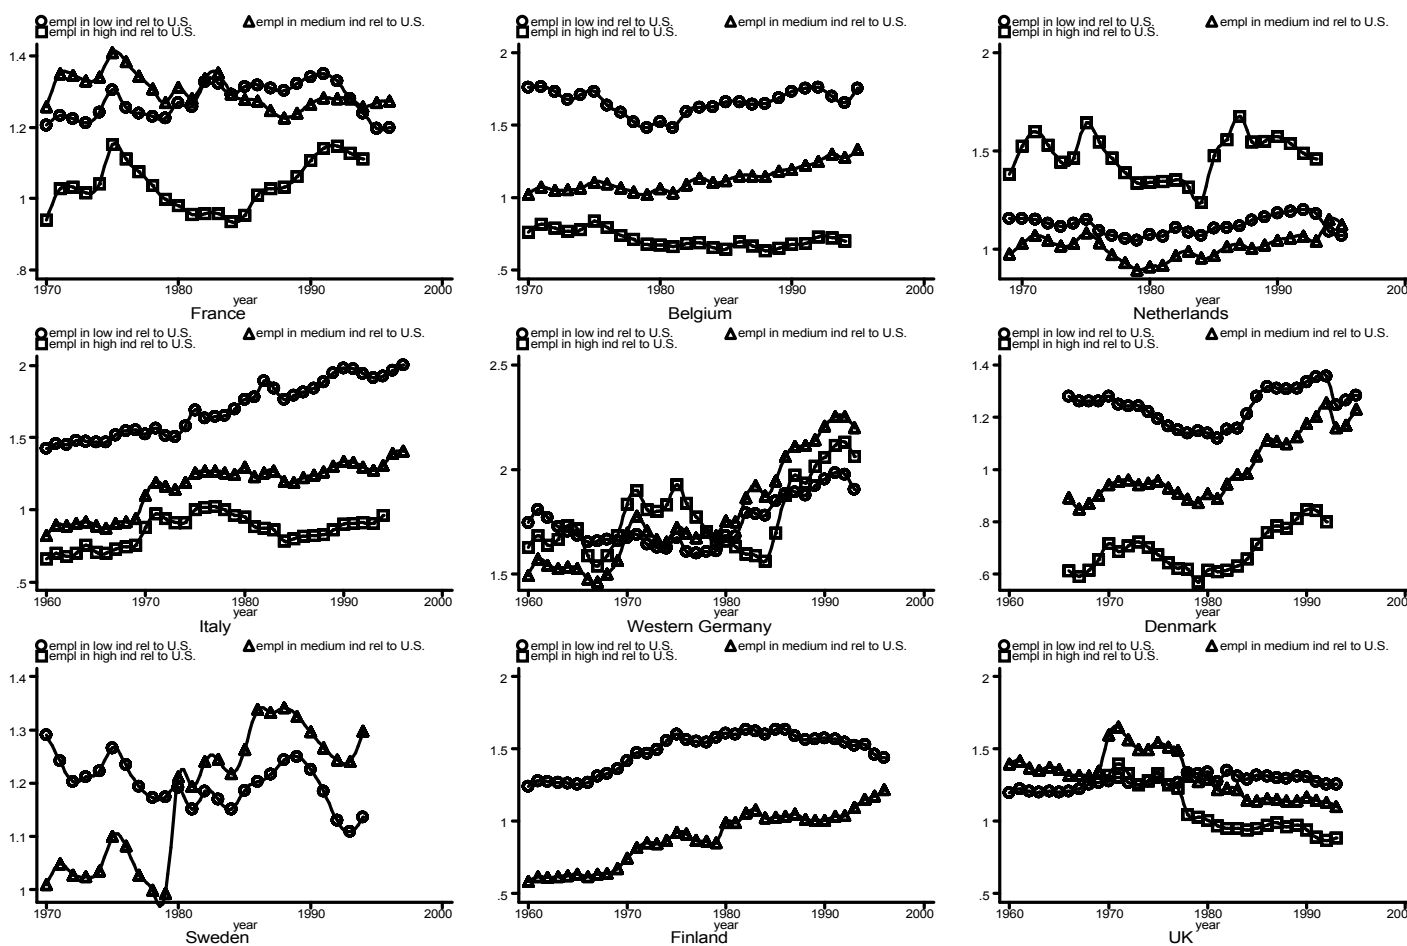 empl in low ind rel to U.S. empl in medium ind rel to U.S.
empl in high ind rel to U.S.
1.4
1.2
1
.8
1970 1980 1990 2000
year
France
empl in low ind rel to U.S. empl in medium ind rel to U.S.
empl in high ind rel to U.S.
2
1.5
1
.5
1970 1980 1990 2000
year
Belgium
empl in low ind rel to U.S. empl in medium ind rel to U.S.
empl in high ind rel to U.S.
2
1.5
1
1970 1980 1990 200
year
Netherlands
empl in low ind rel to U.S. empl in medium ind rel to U.S.
empl in high ind rel to U.S.
2
1.5
1
.5
1960 1970 1980 1990 2000
year
Italy
empl in low ind rel to U.S. empl in medium ind rel to U.S.
empl in high ind rel to U.S.
2.5
2
1.5
1960 1970 1980 1990 2000
year
Western Germany
empl in low ind rel to U.S. empl in medium ind rel to U.S.
empl in high ind rel to U.S.
1.4
1.2
1
.8
.6
1960 1970 1980 1990 200
year
Denmark
empl in low ind rel to U.S. empl in medium ind rel to U.S.
empl in high ind rel to U.S.
1.4
1.3
1.2
1.1
1
1970 1980 1990 2000
year
Sweden
empl in low ind rel to U.S. empl in medium ind rel to U.S.
empl in high ind rel to U.S.
2
1.5
1
.5
1960 1970 1980 1990 2000
year
Finland
empl in low ind rel to U.S. empl in medium ind rel to U.S.
empl in high ind rel to U.S.
2
1.5
1
.5
1960 1970 1980 1990 200
year
UK